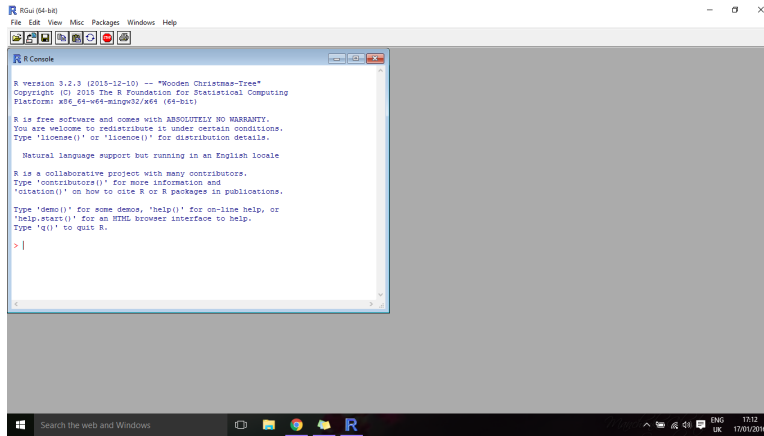 RGui (64-bit)
File Edit View Misc Packages Windows Help
STOP
R Console
R version 3.2.3 (2015-12-10) -- "Wooden Christmas-Tree"
Copyright (C) 2015 The R Foundation for Statistical Computing
Platform: x86_64-w64-mingw32/x64 (64-bit)
R is free software and comes with ABSOLUTELY NO WARRANTY.
You are welcome to redistribute it under certain conditions.
Type 'license()' or 'licence()' for distribution details.
Natural language support but running in an English locale
R is a collaborative project with many contributors.
Type 'contributors()' for more information and
'citation()' on how to cite R or R packages in publications.
Type 'demo()' for some demos, 'help()' for on-line help, or
'help.start()' for an HTML browser interface to help.
Type 'q()' to quit R.
>
Search the web and Windows
ENG 17:12
UK 17/01/2016